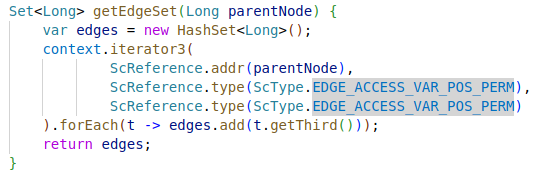 Set<Long> getEdgeSet(Long parentNode) {
    var edges = new HashSet<Long>();
    context.iterator3(
            ScReference.addr(parentNode),
            ScReference.type(ScType.EDGE_ACCESS_VAR_POS_PERM),
            ScReference.type(ScType.EDGE_ACCESS_VAR_POS_PERM)
    ).forEach(t -> edges.add(t.getThird()));
    return edges;
}